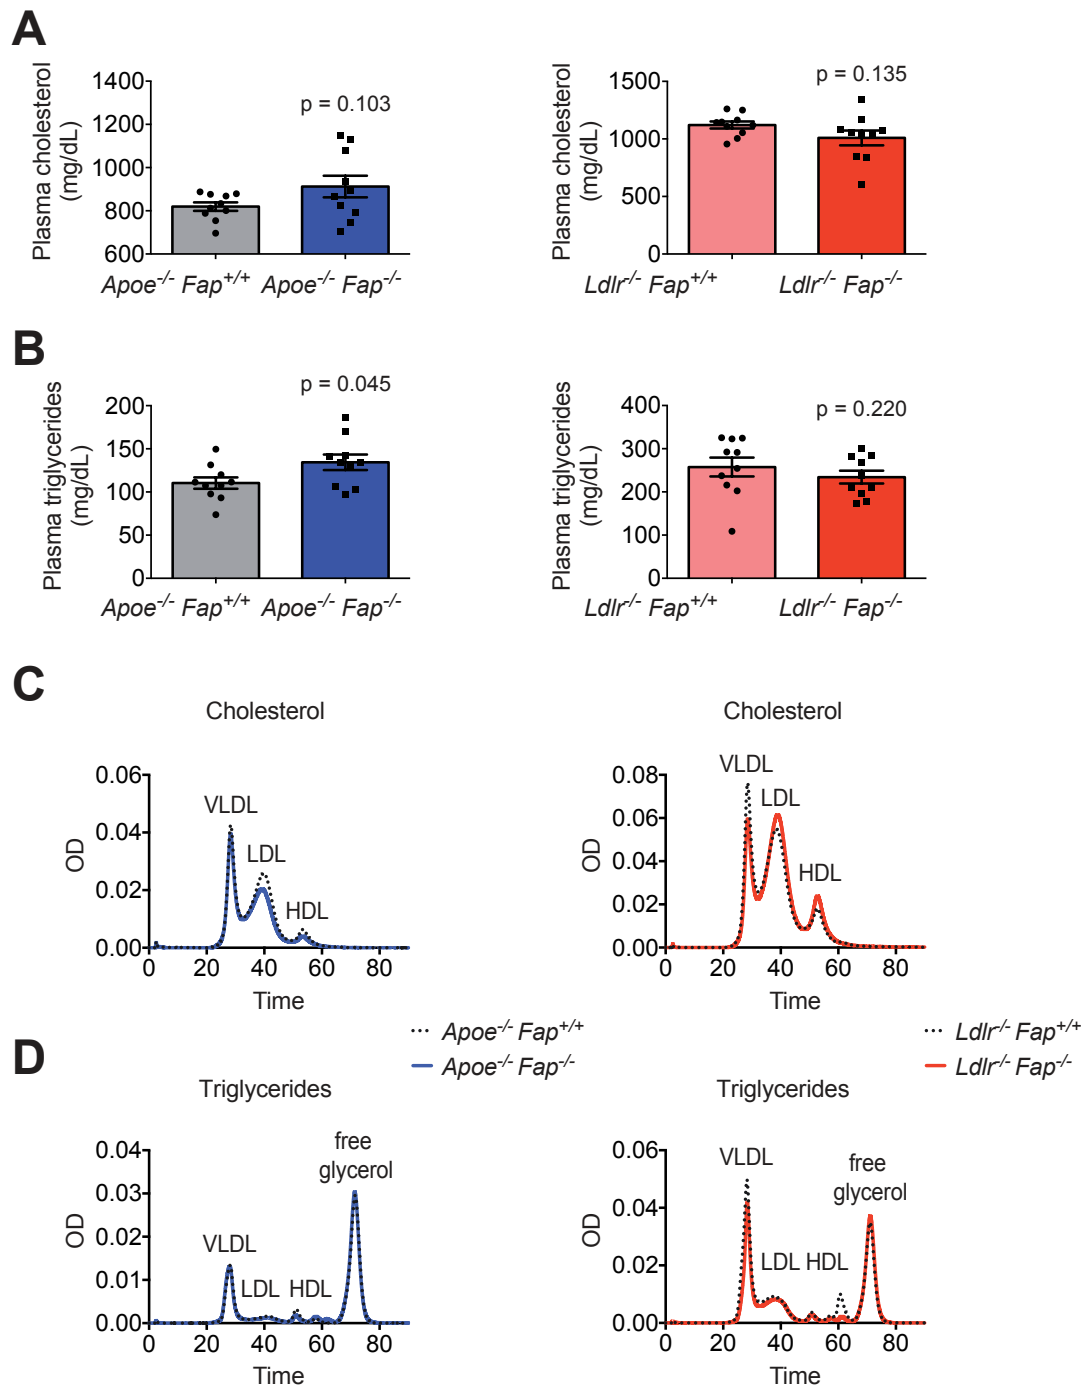 A
Plasma cholesterol
(mg/dL)
1400
1200
1000
800
600
p = 0.103
Apoe-/- Fap+/+
Apoe-/- Fap-/-
Plasma cholesterol
(mg/dL)
1500
1000
500
0
p = 0.135
Ldlr-/- Fap+/+
Ldlr-/- Fap-/-
B
Plasma triglycerides
(mg/dL)
200
150
100
50
0
p = 0.045
Apoe-/- Fap+/+
Apoe-/- Fap-/-
Plasma triglycerides
(mg/dL)
400
300
200
100
0
p = 0.220
Ldlr-/- Fap+/+
Ldlr-/- Fap-/-
C
Cholesterol
OD
0.06
0.04
0.02
0.00
VLDL
LDL
HDL
0 20 40 60 80
Time
Apoe-/- Fap+/+
Apoe-/- Fap-/-
Cholesterol
OD
0.08
0.06
0.04
0.02
0.00
VLDL
LDL
HDL
0 20 40 60 80
Time
Ldlr-/- Fap+/+
Ldlr-/- Fap-/-
D
Triglycerides
OD
0.04
0.03
0.02
0.01
0.00
VLDL
LDL
HDL
free
glycerol
0 20 40 60 80
Time
Triglycerides
OD
0.06
0.04
0.02
0.00
VLDL
LDL
HDL
free
glycerol
0 20 40 60 80
Time